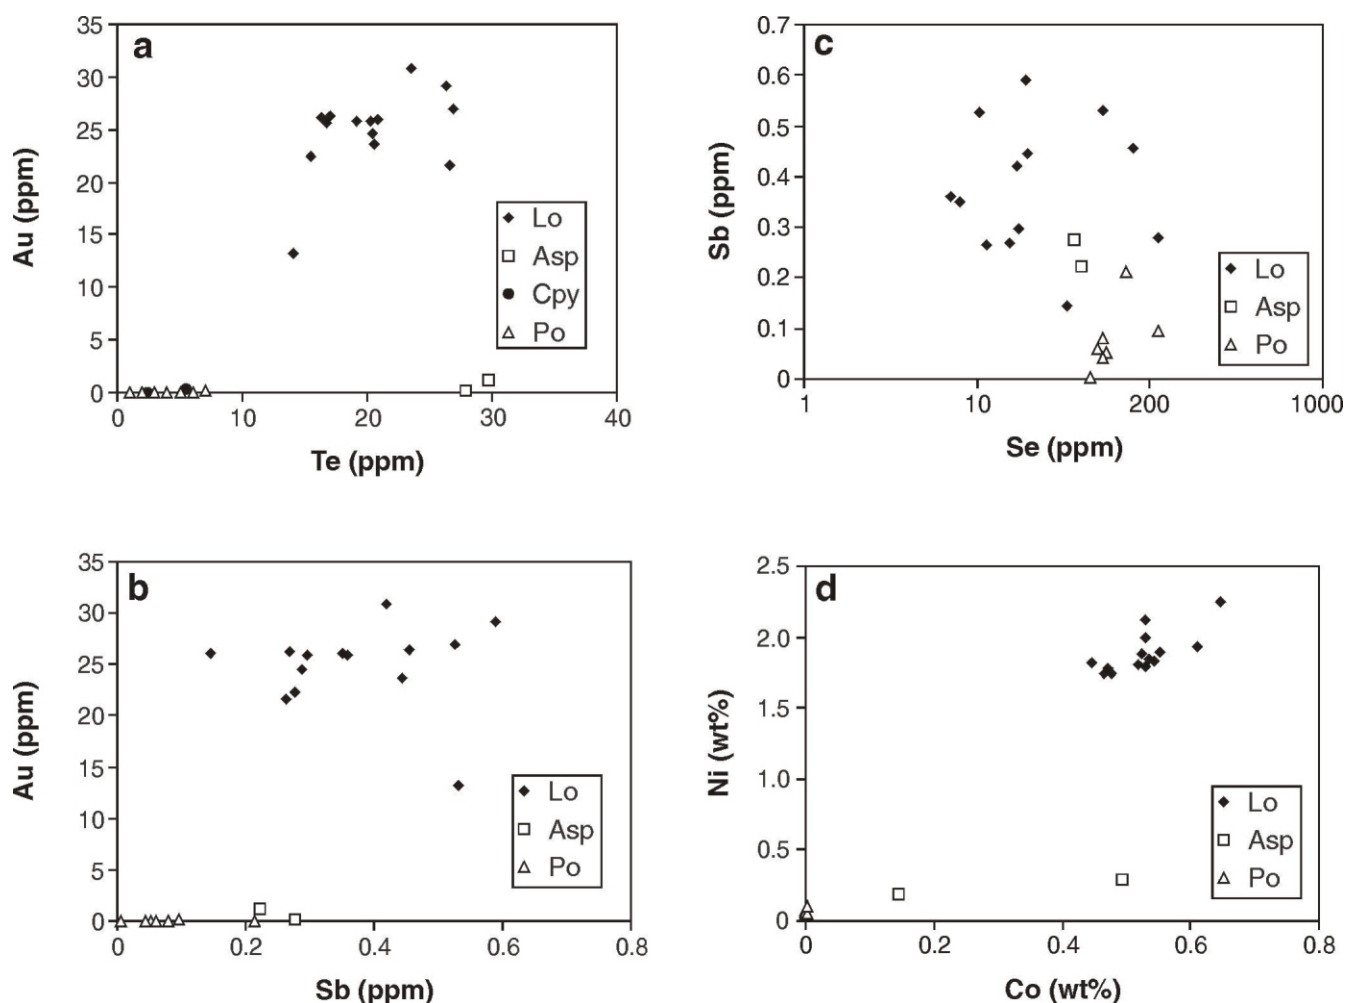 a
35
30
25
20
15
10
5
0
Au (ppm)
0 10 20 30 40
Te (ppm)
Lo
Asp
Cpy
Po
c
0.7
0.6
0.5
0.4
0.3
0.2
0.1
0
Sb (ppm)
1 10 200 1000
Se (ppm)
Lo
Asp
Po
b
35
30
25
20
15
10
5
0
Au (ppm)
0 0.2 0.4 0.6 0.8
Sb (ppm)
Lo
Asp
Po
d
2.5
2.0
1.5
1.0
0.5
0
Ni (wt%)
0 0.2 0.4 0.6 0.8
Co (wt%)
Lo
Asp
Po